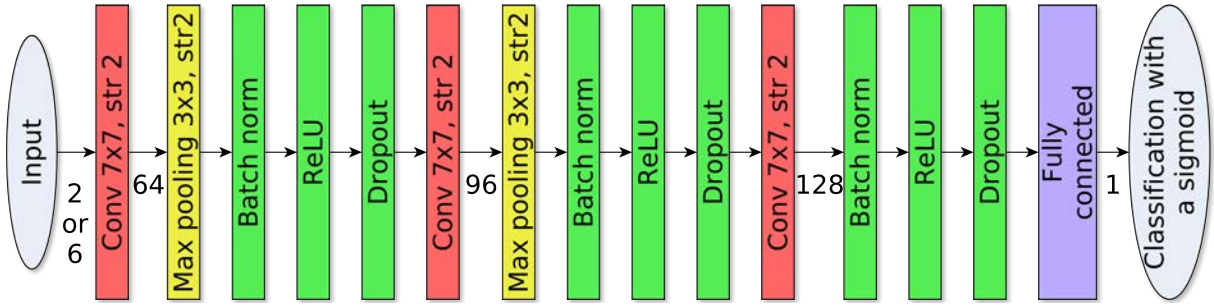 Input
2
or
6
Conv 7x7, str 2
64
Max pooling 3x3, str2
Batch norm
ReLU
Dropout
Conv 7x7, str 2
96
Max pooling 3x3, str2
Batch norm
ReLU
Dropout
Conv 7x7, str 2
128
Batch norm
ReLU
Dropout
Fully
connected
1
Classification with
a sigmoid